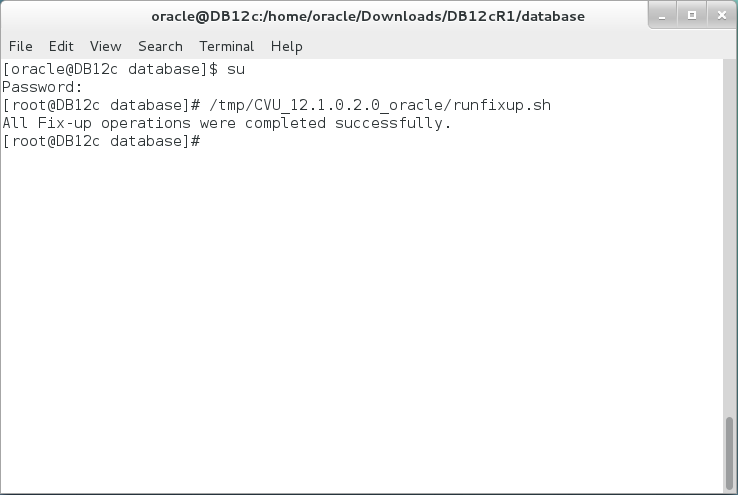 oracle@DB12c:/home/oracle/Downloads/DB12cR1/database
File Edit View Search Terminal Help
[oracle@DB12c database]$ su
Password:
[root@DB12c database]# /tmp/CVU_12.1.0.2.0_oracle/runfixup.sh
All Fix-up operations were completed successfully.
[root@DB12c database]#